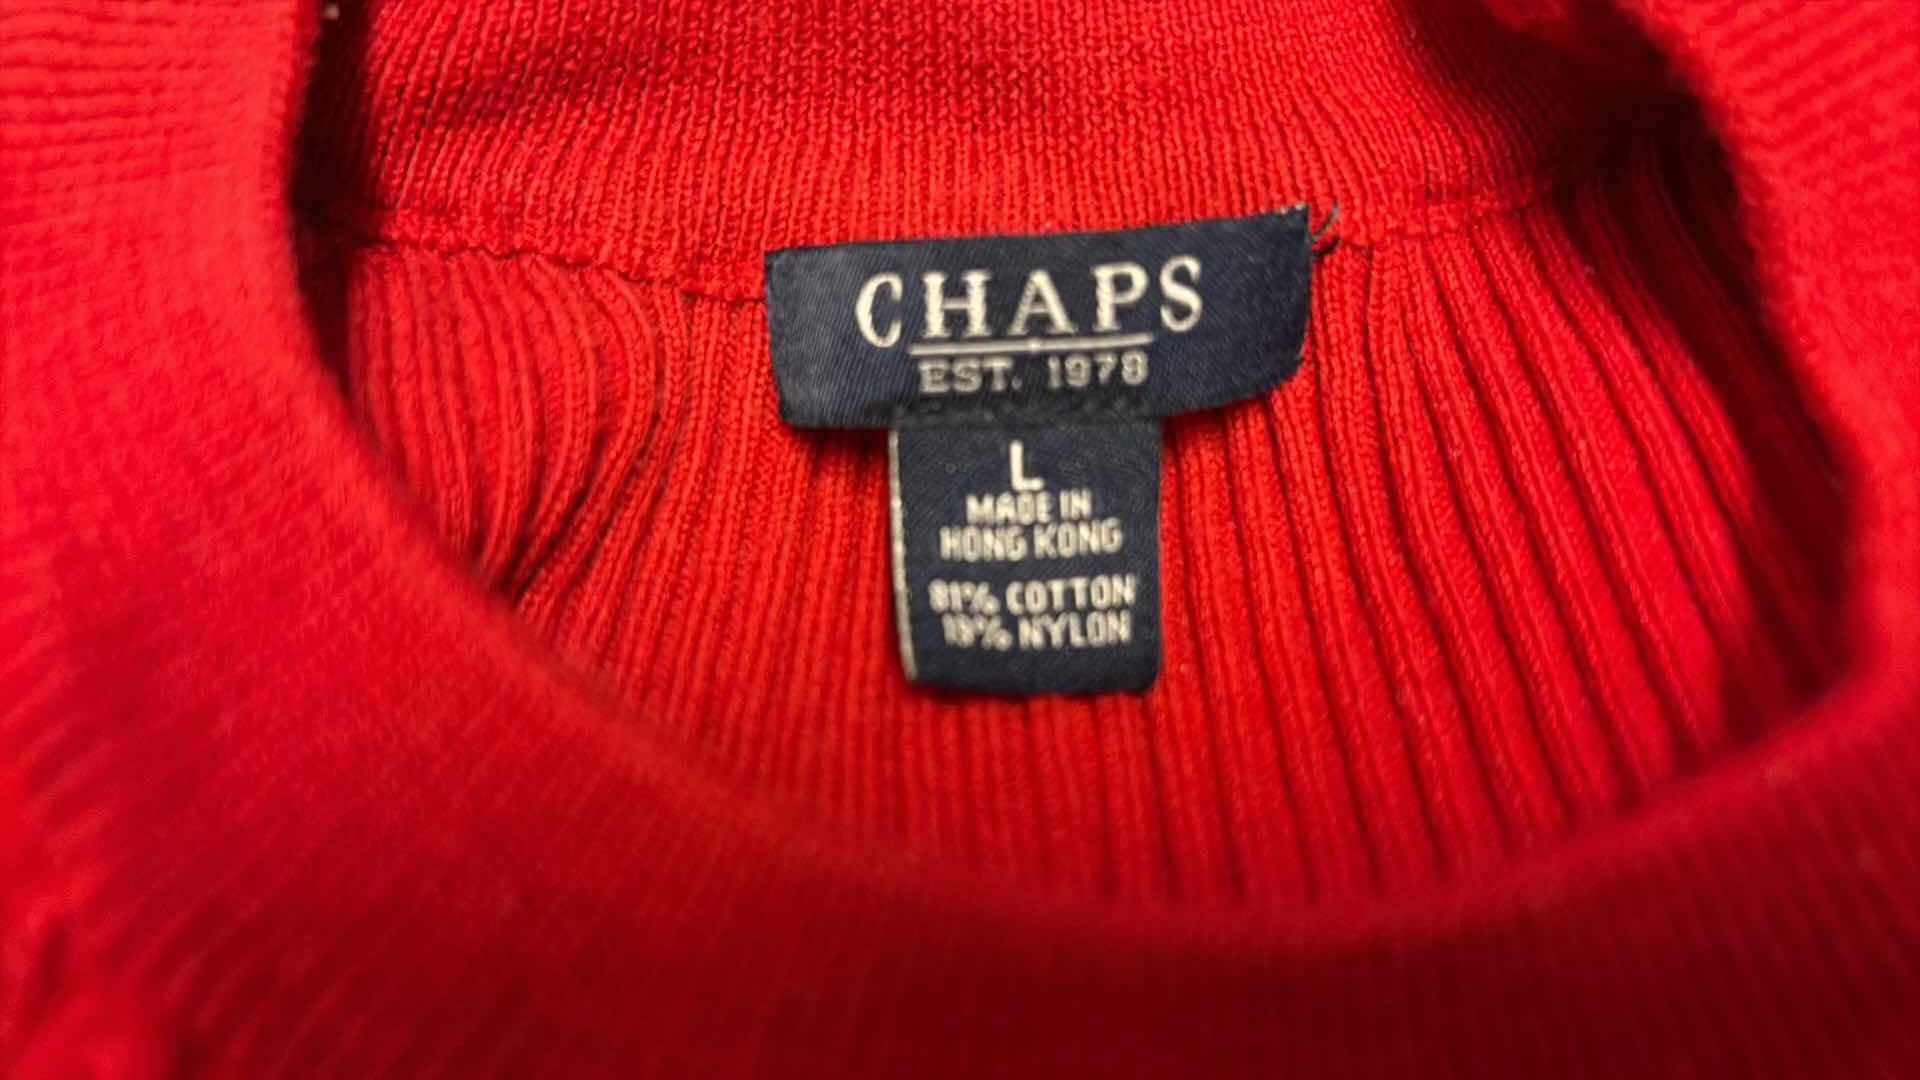 CHAPS
EST. 1978
L
MADE IN
HONG KONG
81% COTTON
19% NYLON